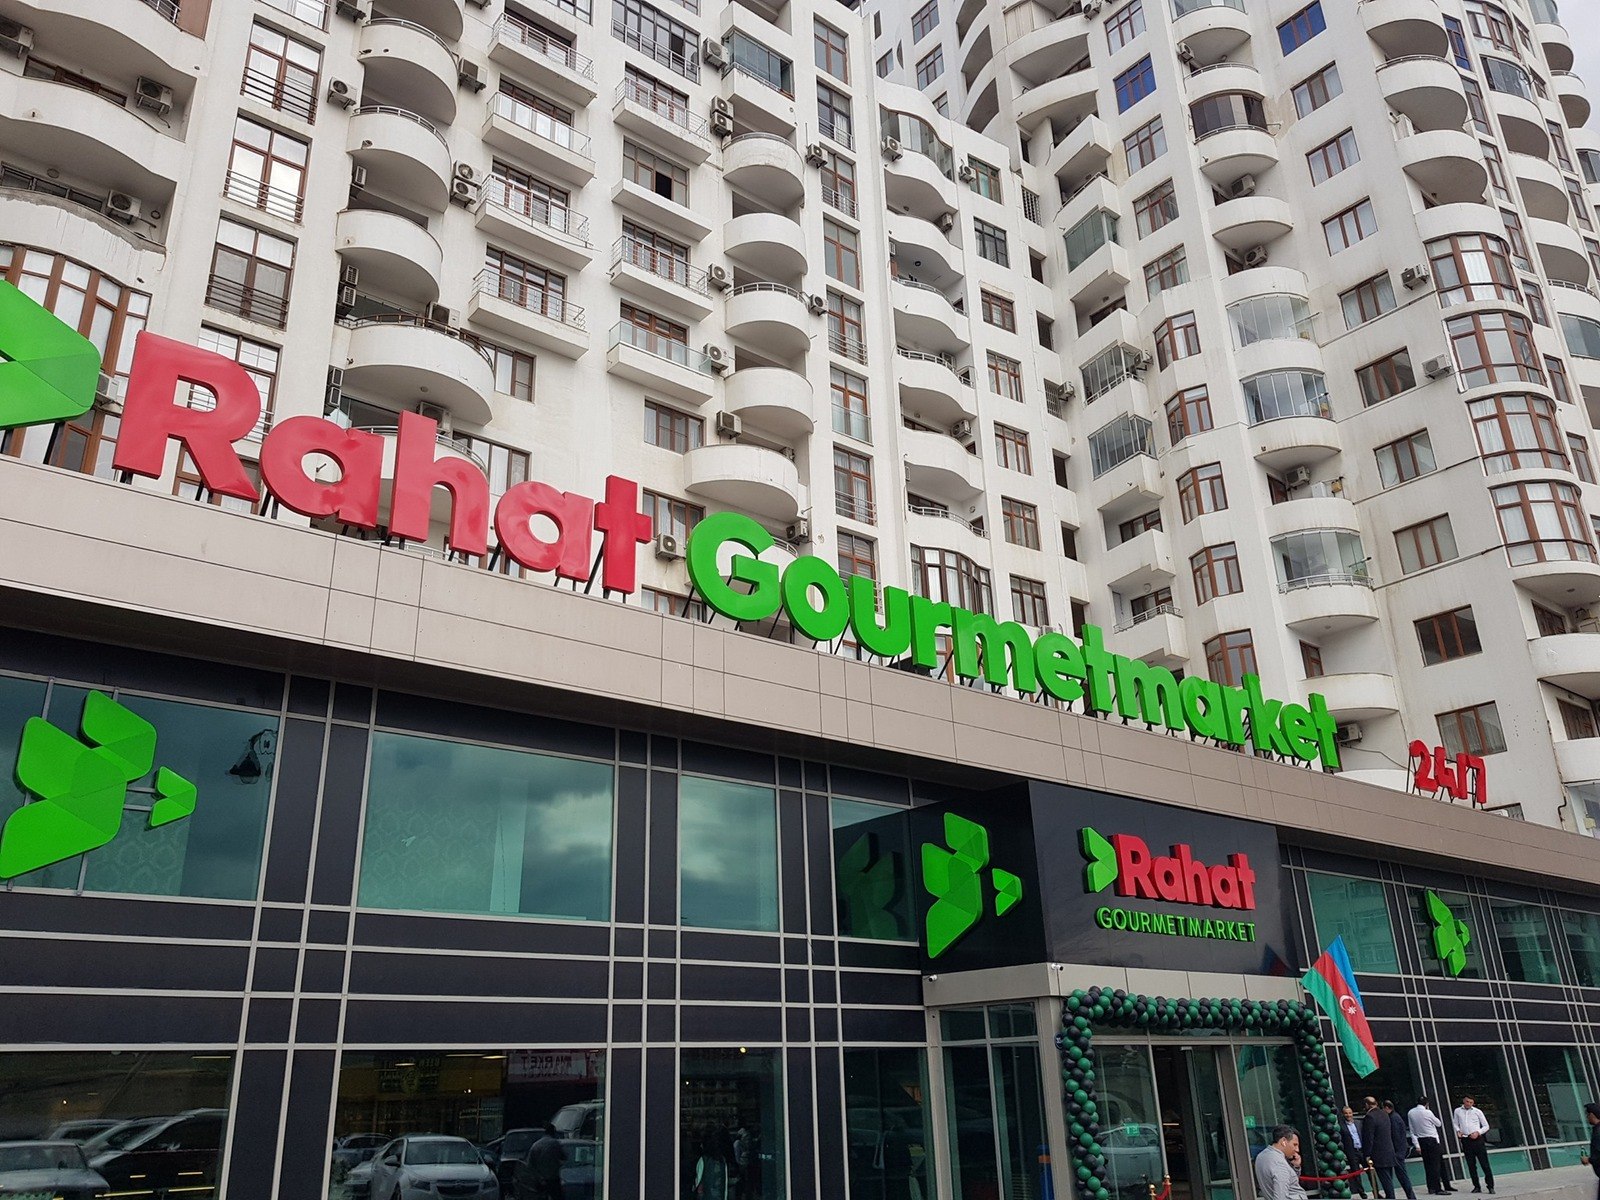 Rahat Gourmetmarket 24/7
Rahat
GOURMETMARKET